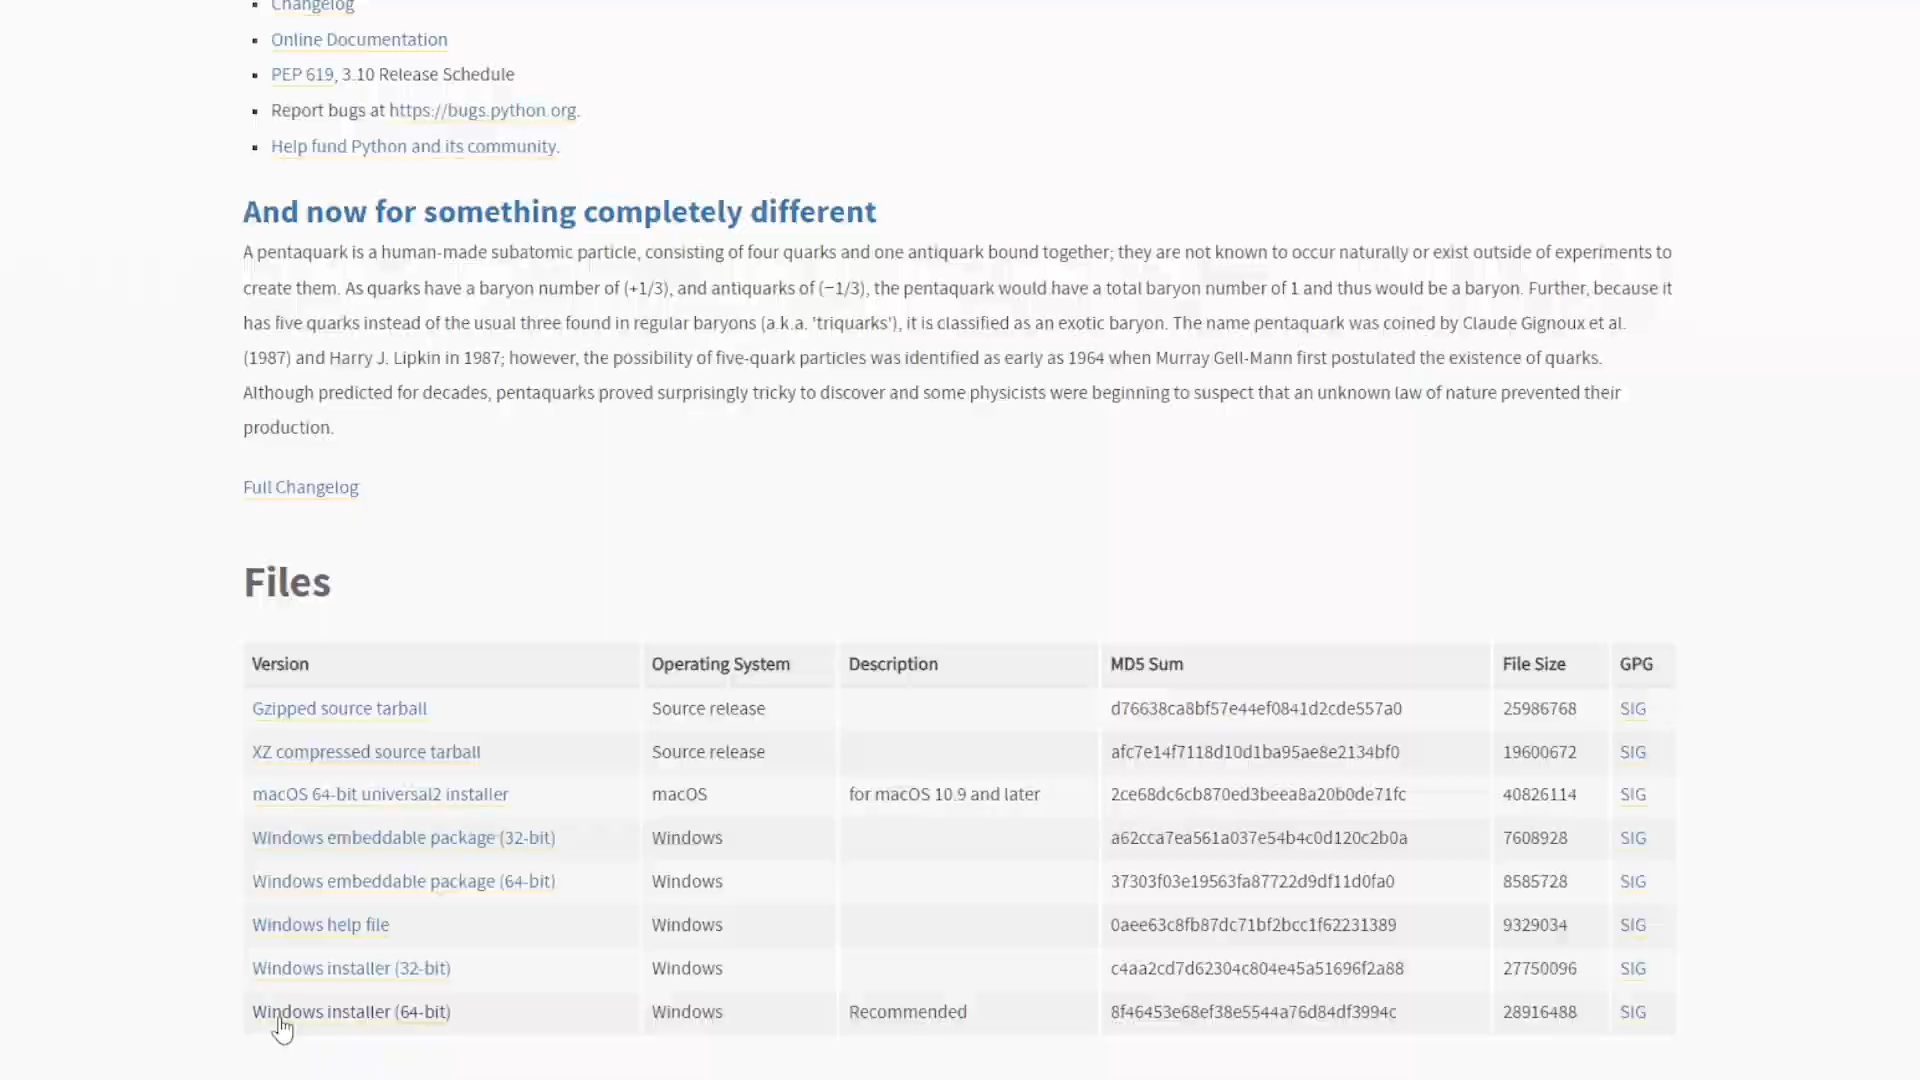 Changelog
Online Documentation
PEP 619, 3.10 Release Schedule
Report bugs at https://bugs.python.org.
Help fund Python and its community.
And now for something completely different
A pentaquark is a human-made subatomic particle, consisting of four quarks and one antiquark bound together; they are not known to occur naturally or exist outside of experiments to
create them. As quarks have a baryon number of (+1/3), and antiquarks of (−1/3), the pentaquark would have a total baryon number of 1 and thus would be a baryon. Further, because it
has five quarks instead of the usual three found in regular baryons (a.k.a. 'triquarks'), it is classified as an exotic baryon. The name pentaquark was coined by Claude Gignoux et al.
(1987) and Harry J. Lipkin in 1987; however, the possibility of five-quark particles was identified as early as 1964 when Murray Gell-Mann first postulated the existence of quarks.
Although predicted for decades, pentaquarks proved surprisingly tricky to discover and some physicists were beginning to suspect that an unknown law of nature prevented their
production.
Full Changelog
Files
Version Operating System Description MD5 Sum File Size GPG
Gzipped source tarball Source release d76638ca8bf57e44ef0841d2cde557a0 25986768 SIG
XZ compressed source tarball Source release afc7e14f7118d10d1ba95ae8e2134bf0 19600672 SIG
macOS 64-bit universal2 installer macOS for macOS 10.9 and later 2ce68dc6cb870ed3beea8a20b0de71fc 40826114 SIG
Windows embeddable package (32-bit) Windows a62cca7ea561a037e54b4c0d120c2b0a 7608928 SIG
Windows embeddable package (64-bit) Windows 37303f03e19563fa87722d9df11d0fa0 8585728 SIG
Windows help file Windows 0aee63c8fb87dc71bf2bcc1f62231389 9329034 SIG
Windows installer (32-bit) Windows c4aa2cd7d62304c804e45a51696f2a88 27750096 SIG
Windows installer (64-bit) Windows Recommended 8f46453e68ef38e5544a76d84df3994c 28916488 SIG